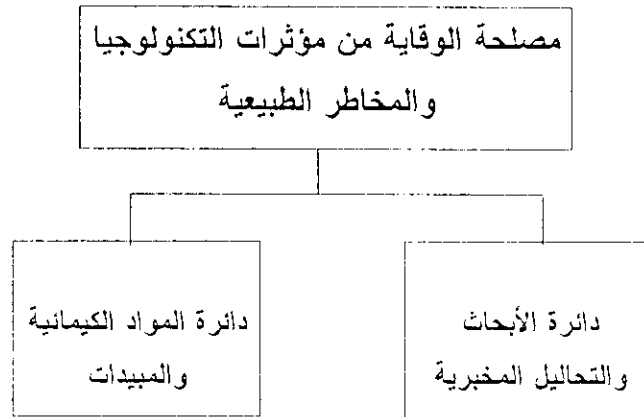 مصلحة الوقاية من مؤثرات التكنولوجيا
والمخاطر الطبيعية
دائرة الأبحاث
والتحاليل المخبرية
دائرة المواد الكيمائية
والمبيدات